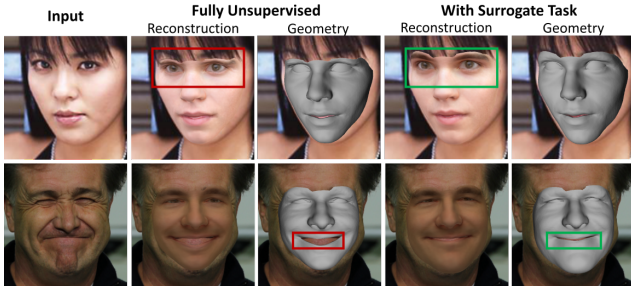 Input
Fully Unsupervised
With Surrogate Task
Reconstruction
Geometry
Reconstruction
Geometry